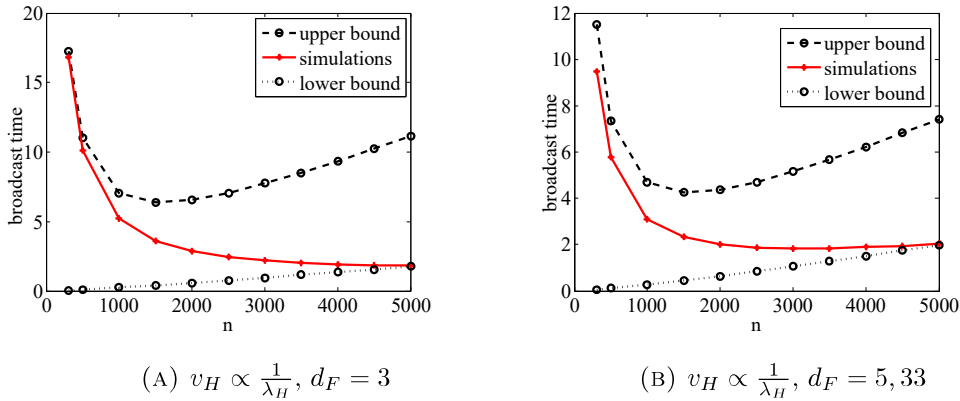 20
15
10
5
0
broadcast time
0
1000
2000
3000
4000
5000
n
upper bound
simulations
lower bound
(A) $v_H \propto \frac{1}{\lambda_H}$, $d_F = 3$
12
10
8
6
4
2
0
broadcast time
0
1000
2000
3000
4000
5000
n
upper bound
simulations
lower bound
(B) $v_H \propto \frac{1}{\lambda_H}$, $d_F = 5, 33$